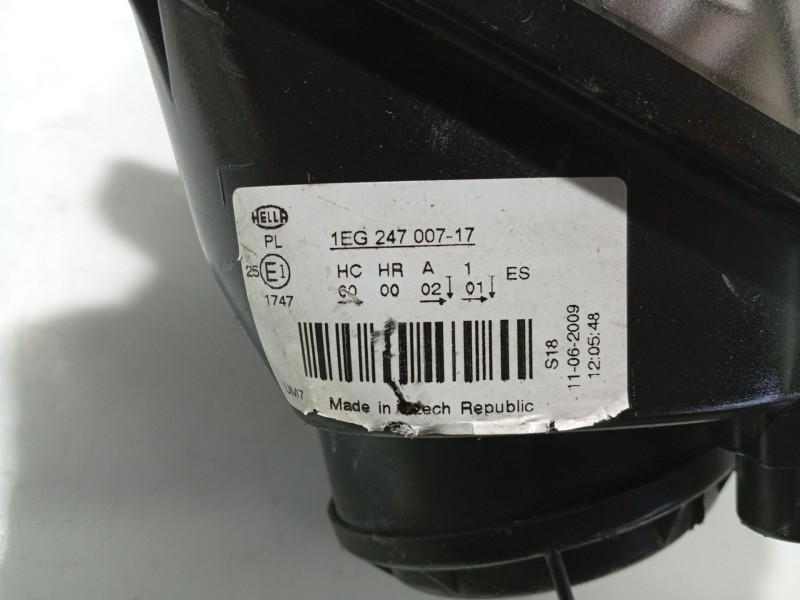 HELLA
PL
1EG 247 007-17
25 E1
1747
HC HR A 1 ES
60 00 02 01
S18
11-06-2009
12:05:48
UM7
Made in Czech Republic